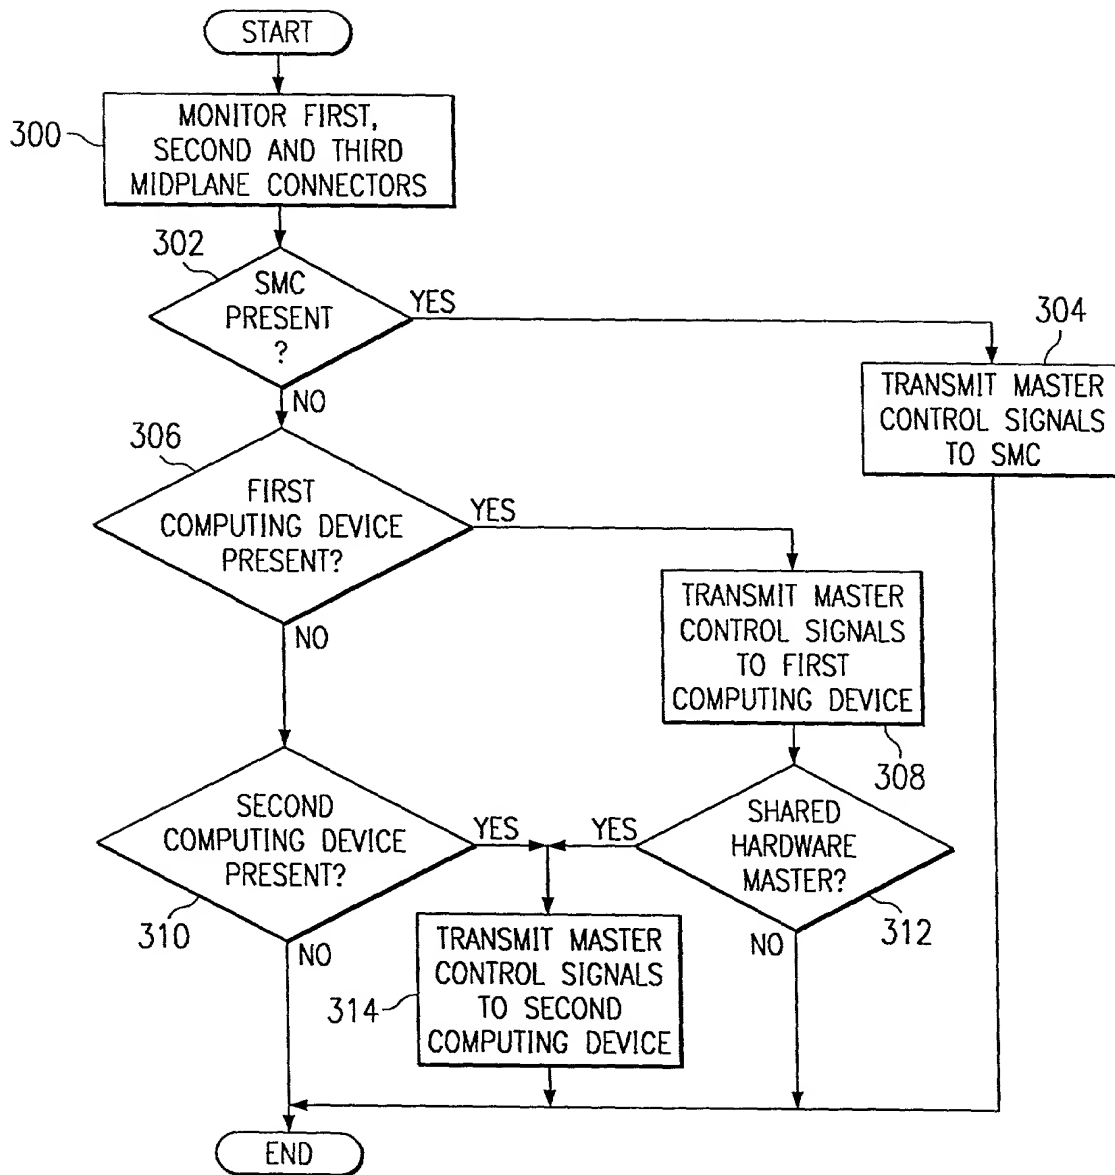 START
300
MONITOR FIRST,
SECOND AND THIRD
MIDPLANE CONNECTORS
302
SMC
PRESENT
?
YES
NO
304
TRANSMIT MASTER
CONTROL SIGNALS
TO SMC
306
FIRST
COMPUTING DEVICE
PRESENT?
YES
NO
TRANSMIT MASTER
CONTROL SIGNALS
TO FIRST
COMPUTING DEVICE
308
SECOND
COMPUTING DEVICE
PRESENT?
YES
310
NO
YES
SHARED
HARDWARE
MASTER?
312
NO
TRANSMIT MASTER
CONTROL SIGNALS
TO SECOND
COMPUTING DEVICE
314
END